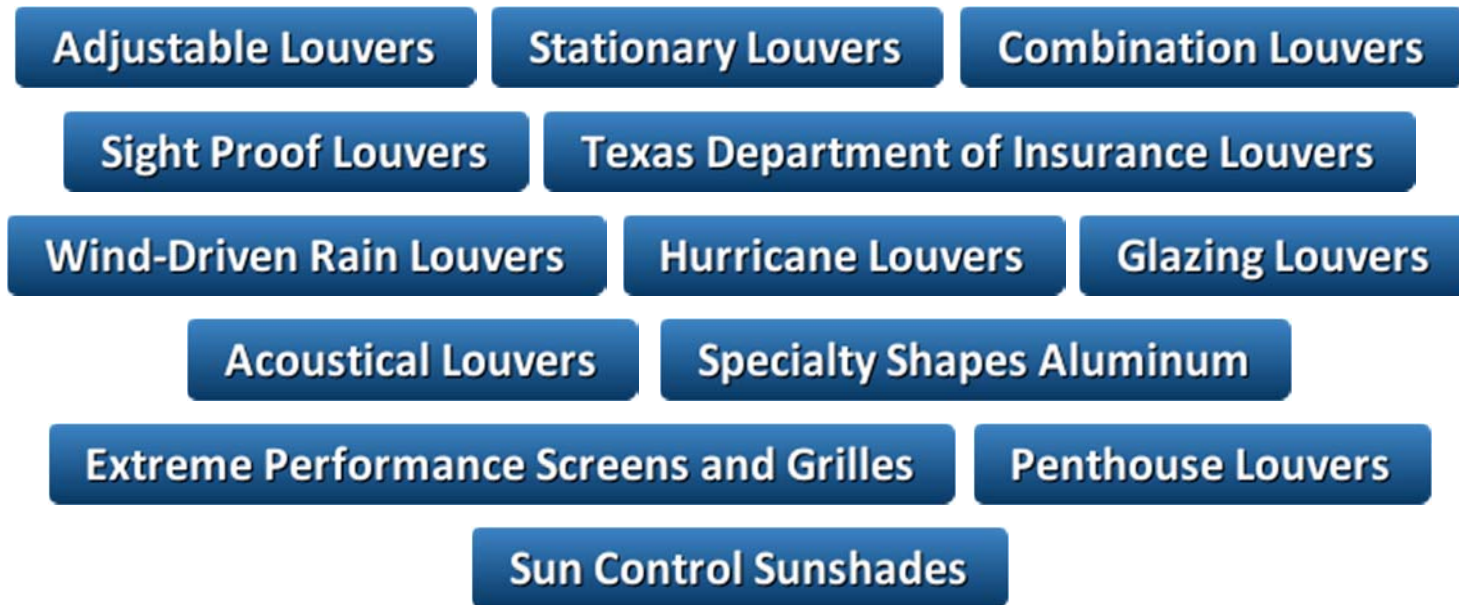 Adjustable Louvers Stationary Louvers Combination Louvers
Sight Proof Louvers Texas Department of Insurance Louvers
Wind-Driven Rain Louvers Hurricane Louvers Glazing Louvers
Acoustical Louvers Specialty Shapes Aluminum
Extreme Performance Screens and Grilles Penthouse Louvers
Sun Control Sunshades